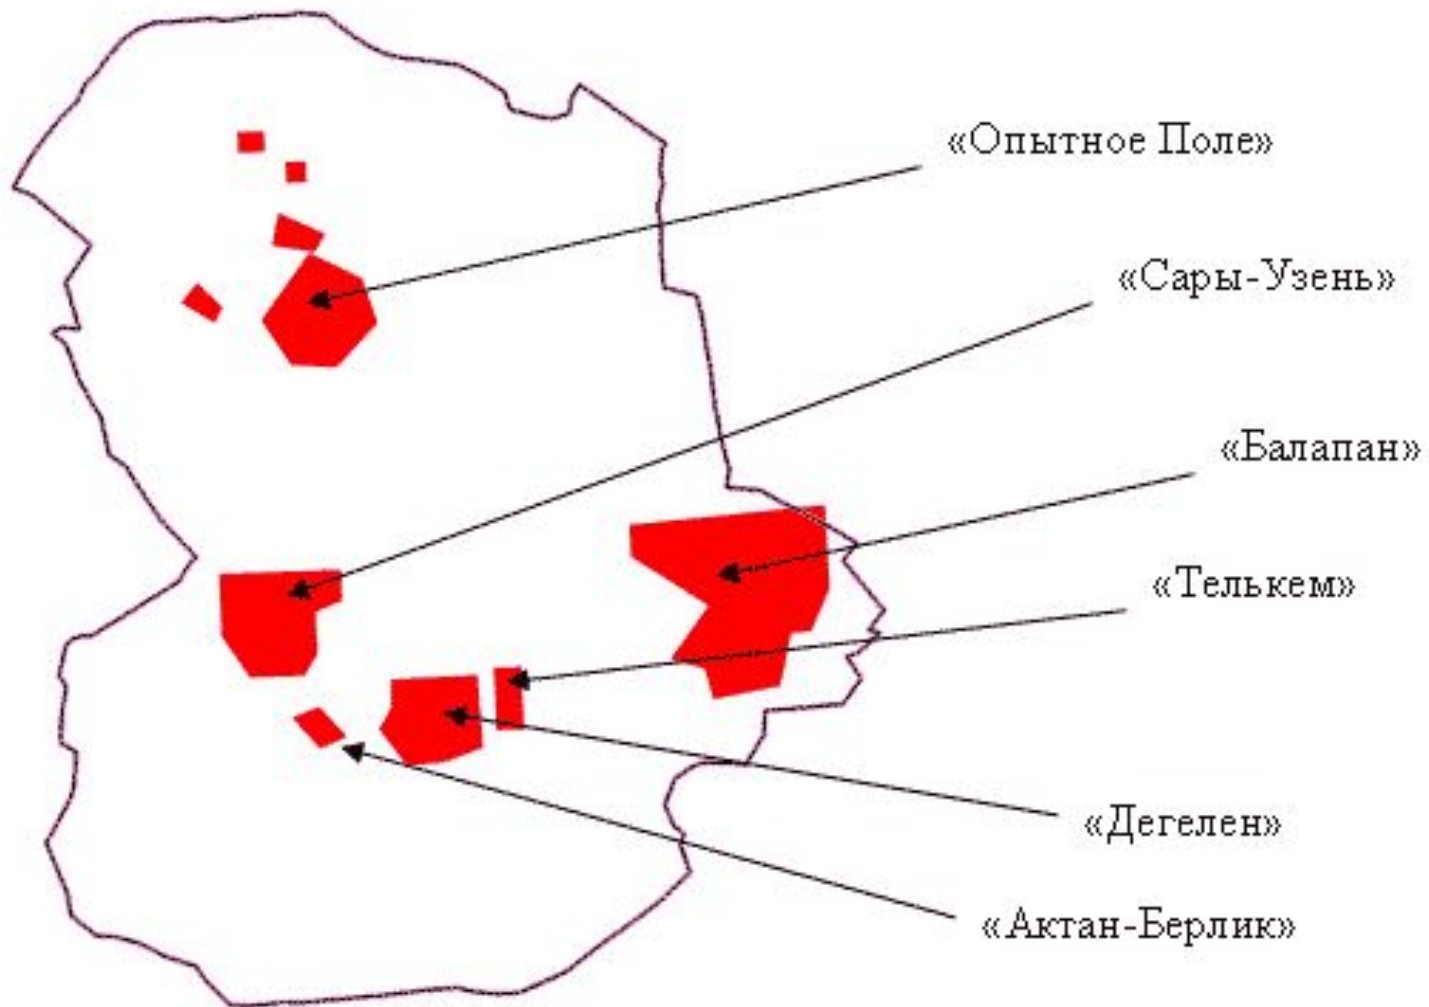 «Опытное Поле»
«Сары-Узень»
«Балапан»
«Телькем»
«Дегелен»
«Актан-Берлик»